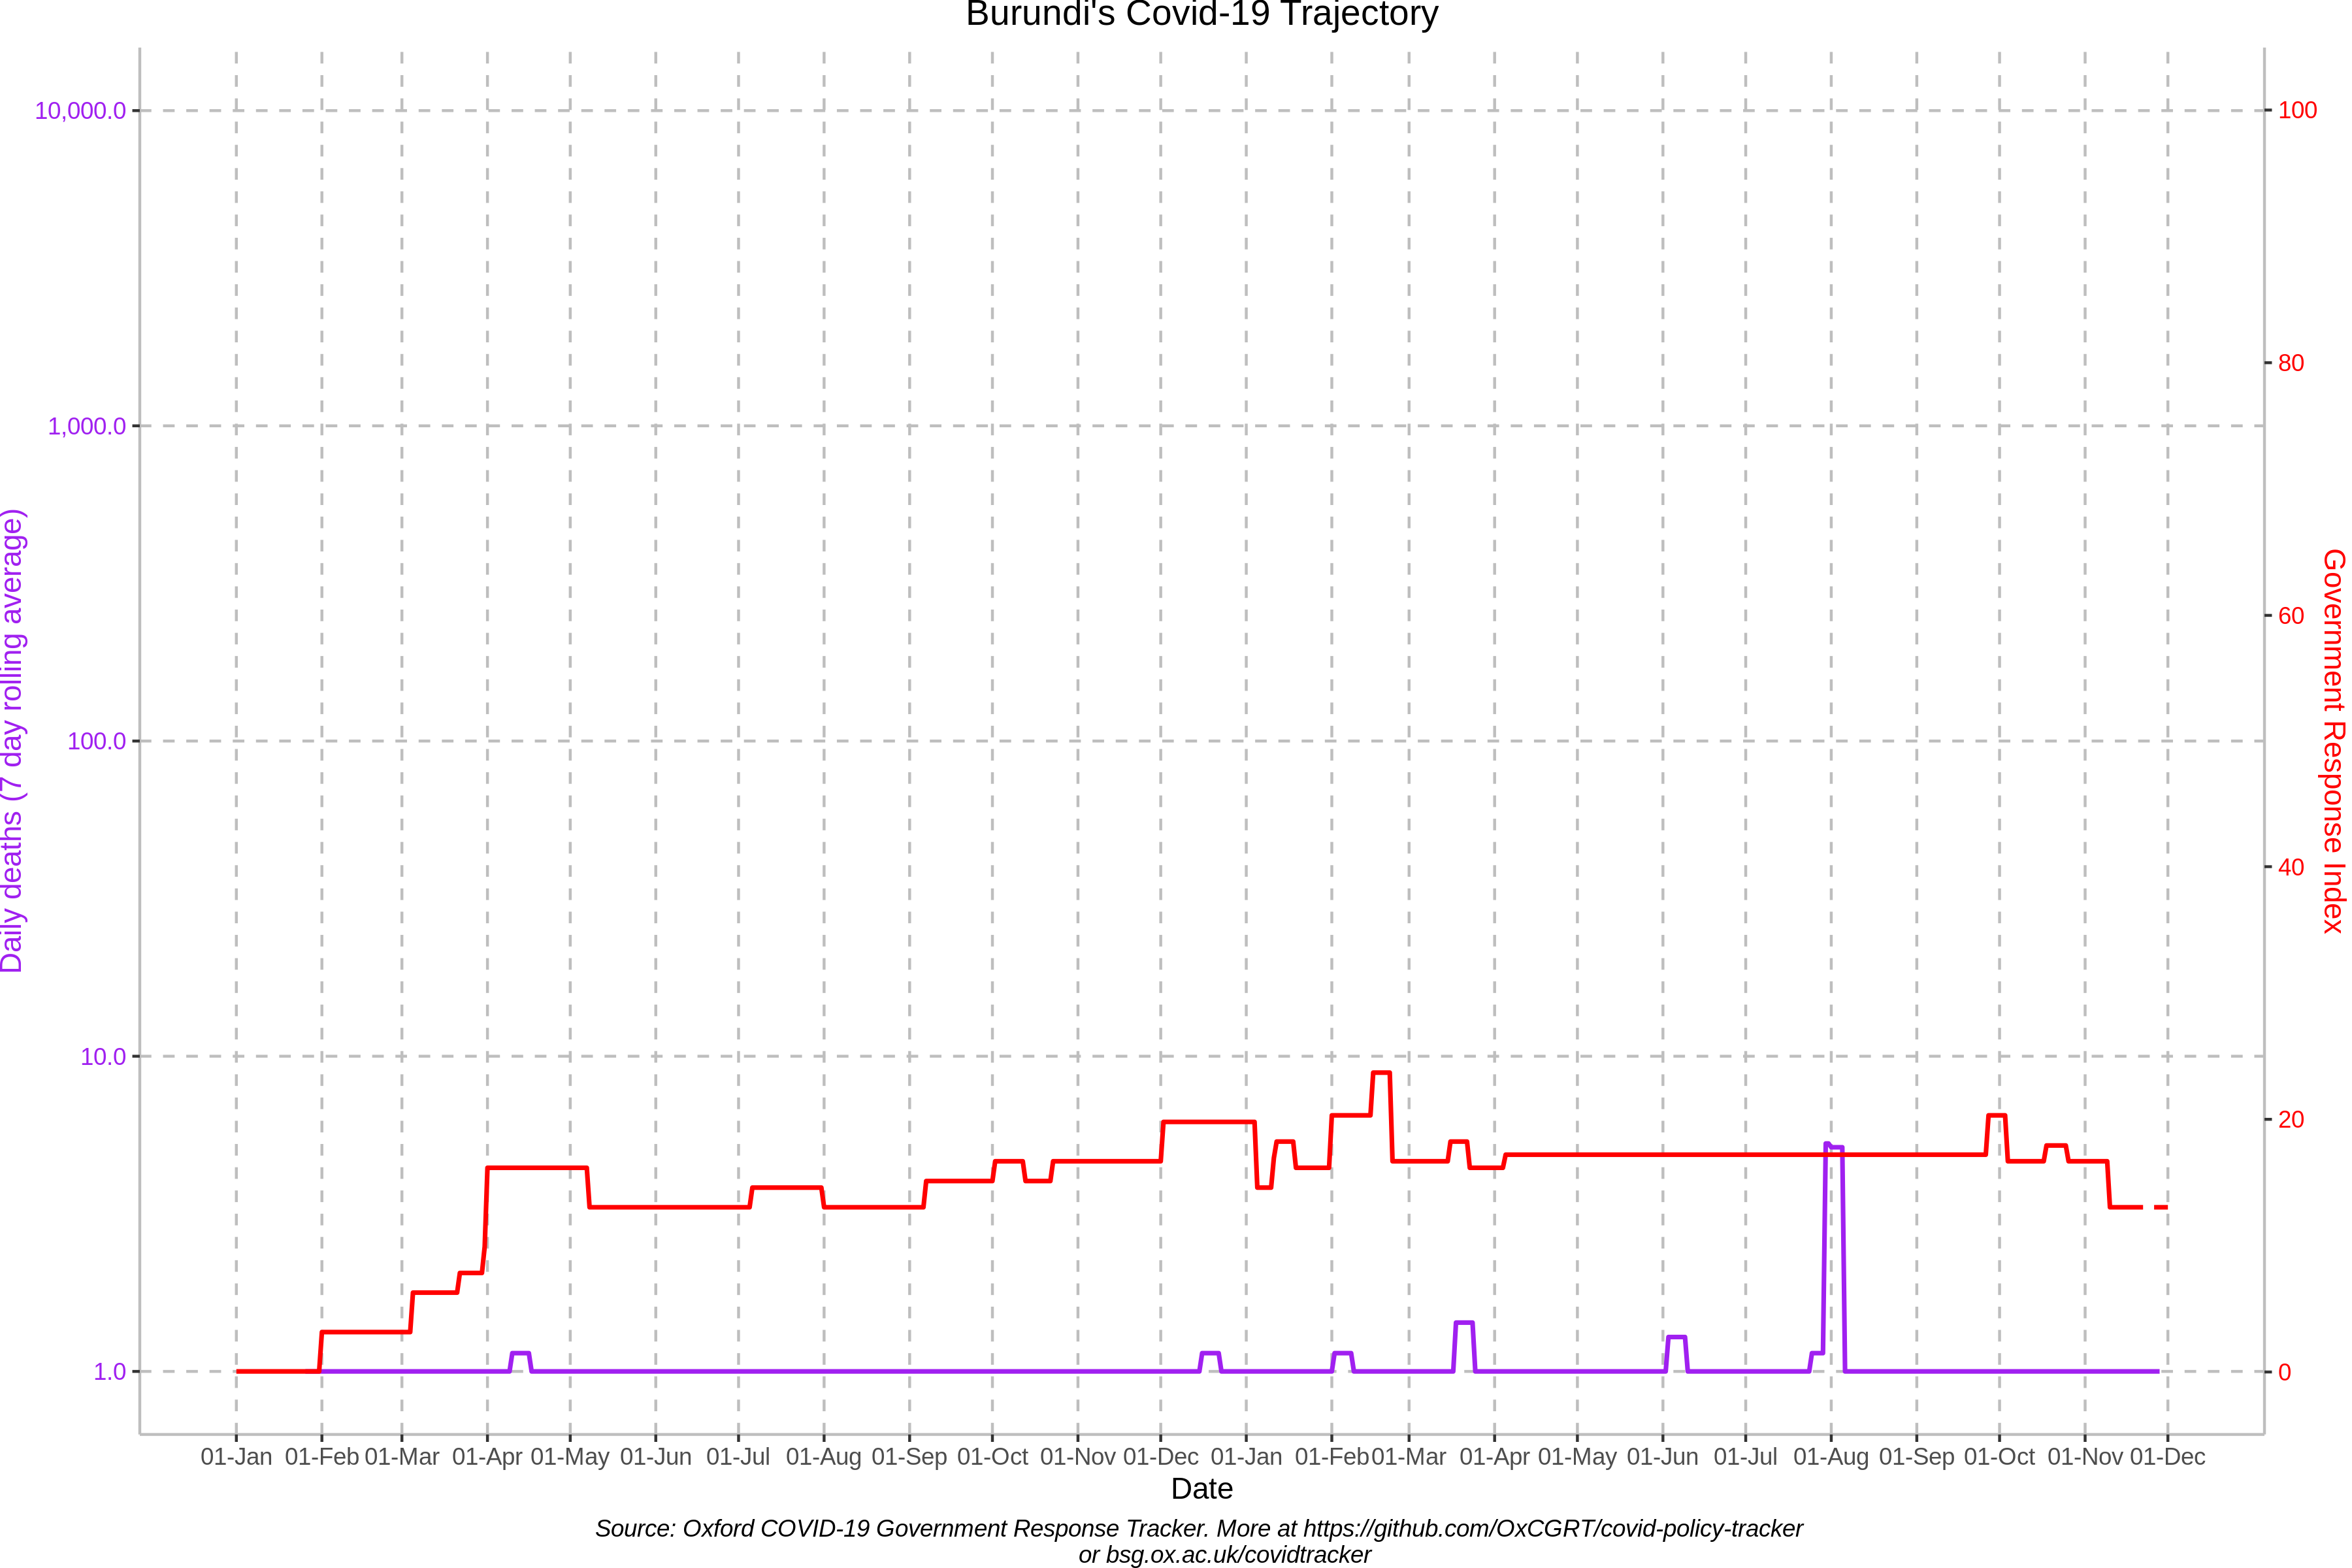 Burundi's Covid-19 Trajectory
10,000.0
1,000.0
100.0
10.0
1.0
Daily deaths (7 day rolling average)
100
80
60
40
20
0
Government Response Index
01-Jan 01-Feb 01-Mar 01-Apr 01-May 01-Jun 01-Jul 01-Aug 01-Sep 01-Oct 01-Nov 01-Dec 01-Jan 01-Feb 01-Mar 01-Apr 01-May 01-Jun 01-Jul 01-Aug 01-Sep 01-Oct 01-Nov 01-Dec
Date
Source: Oxford COVID-19 Government Response Tracker. More at https://github.com/OxCGRT/covid-policy-tracker
or bsg.ox.ac.uk/covidtracker